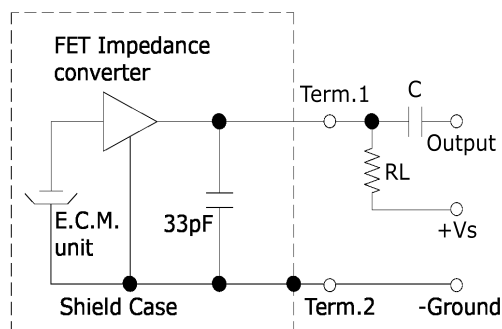 FET Impedance
converter
Term.1
C
Output
RL
E.C.M.
unit
33pF
+Vs
Shield Case
Term.2
-Ground